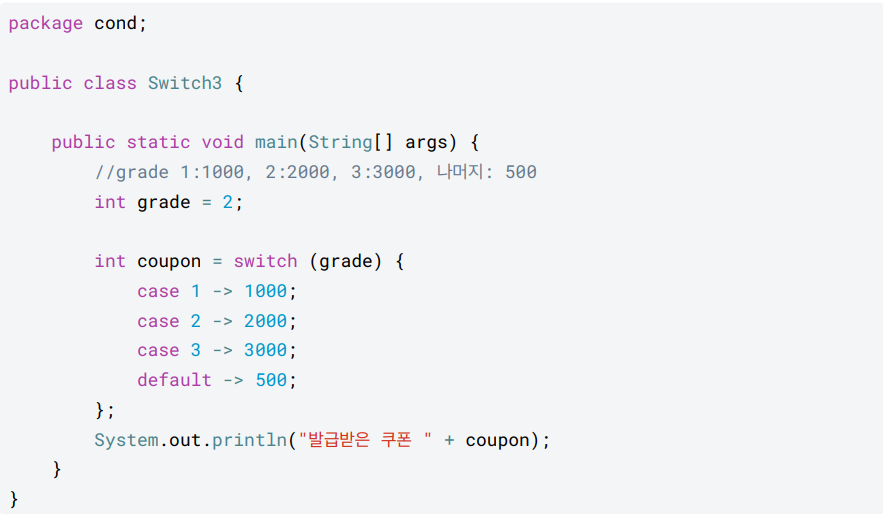 package cond;
public class Switch3 {
public static void main(String[] args) {
//grade 1:1000, 2:2000, 3:3000, 나머지: 500
int grade = 2;
int coupon = switch (grade) {
case 1 -> 1000;
case 2 -> 2000;
case 3 -> 3000;
default -> 500;
};
System.out.println("발급받은 쿠폰 " + coupon);
}
}